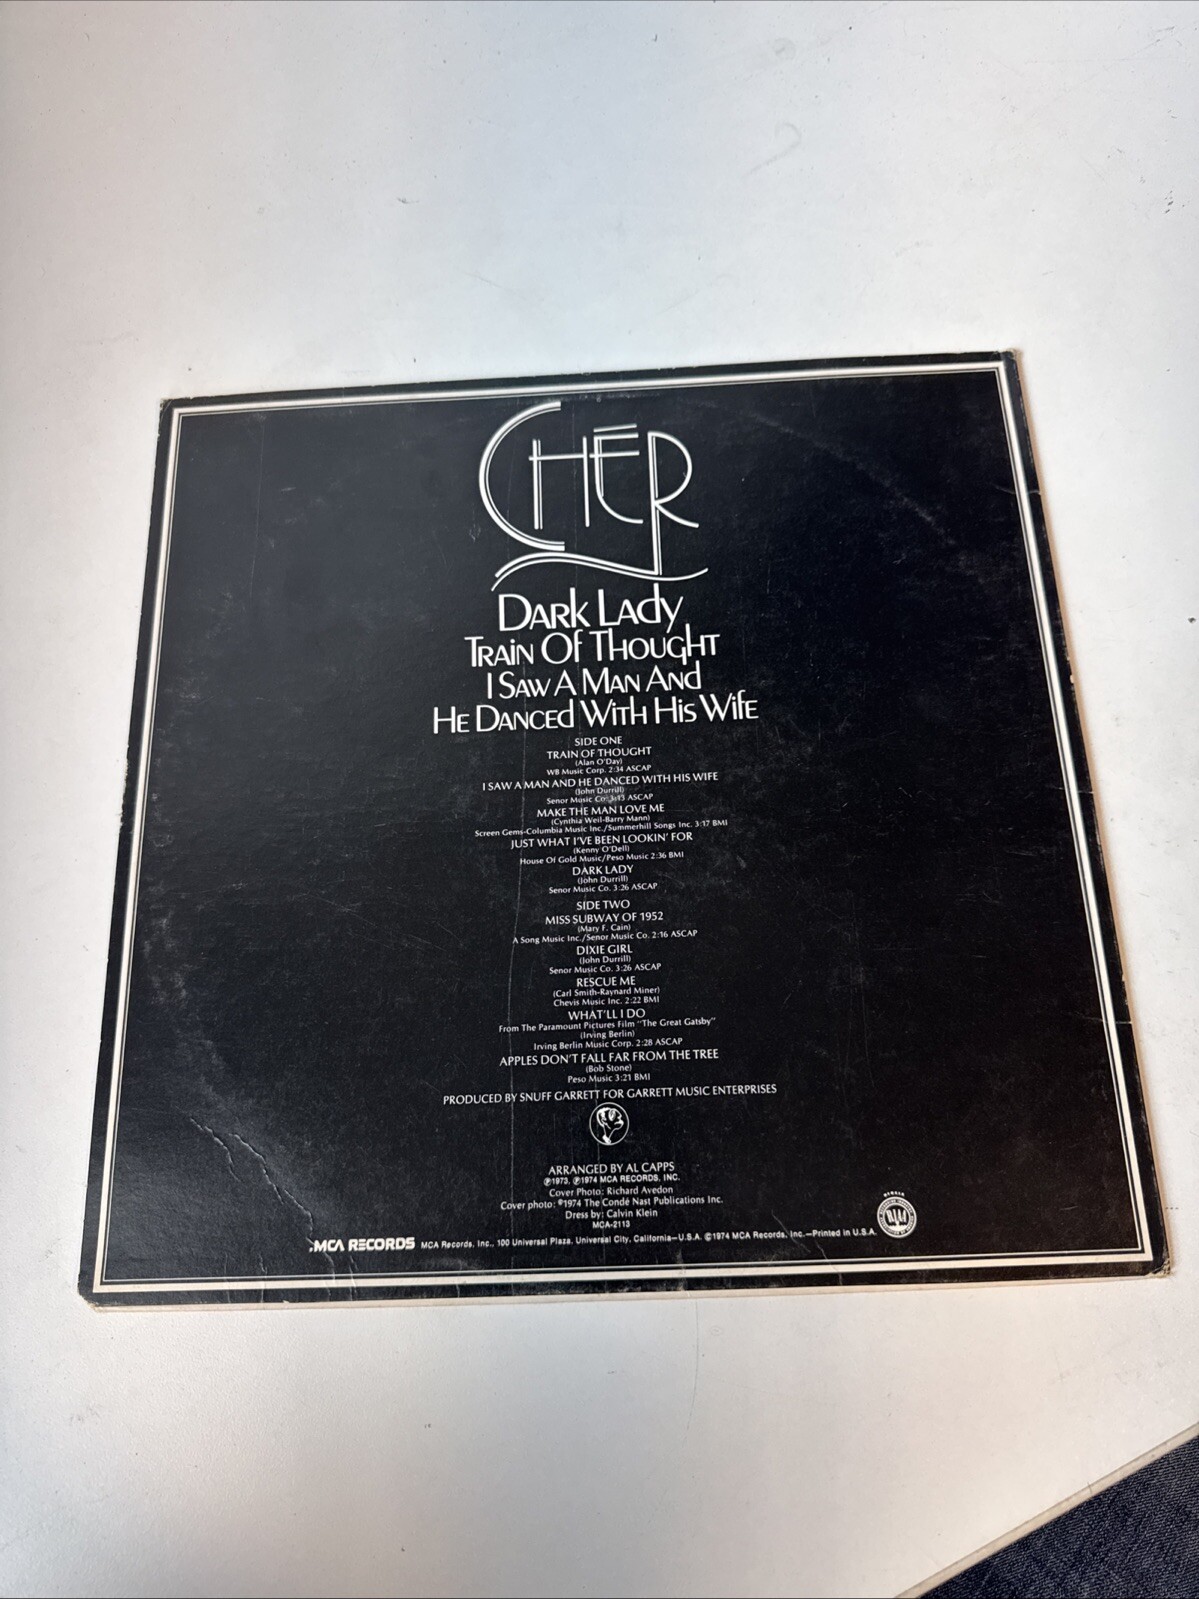 CHER
Dark Lady
Train Of Thought
I Saw A Man And
He Danced With His Wife
SIDE ONE
TRAIN OF THOUGHT
(Alan O'Day)
WB Music Corp. 2:34 ASCAP
I SAW A MAN AND HE DANCED WITH HIS WIFE
(John Durrill)
Senor Music Co. 3:13 ASCAP
MAKE THE MAN LOVE ME
(Cynthia Weil-Barry Mann)
Screen Gems-Columbia Music Inc./Summerhill Songs Inc. 3:17 BMI
JUST WHAT I'VE BEEN LOOKIN' FOR
(Kenny O'Dell)
House Of Gold Music/Peso Music 2:36 BMI
DARK LADY
(John Durrill)
Senor Music Co. 3:26 ASCAP
SIDE TWO
MISS SUBWAY OF 1952
(Mary F. Cain)
A Song Music Inc./Senor Music Co. 2:16 ASCAP
DIXIE GIRL
(John Durrill)
Senor Music Co. 3:26 ASCAP
RESCUE ME
(Carl Smith-Raynard Miner)
Chevis Music Inc. 2:22 BMI
WHAT'LL I DO
From The Paramount Pictures Film "The Great Gatsby"
(Irving Berlin)
Irving Berlin Music Corp. 2:28 ASCAP
APPLES DON'T FALL FAR FROM THE TREE
(Bob Stone)
Peso Music 3:21 BMI
PRODUCED BY SNUFF GARRETT FOR GARRETT MUSIC ENTERPRISES
ARRANGED BY AL CAPPS
℗1973, ℗1974 MCA RECORDS, INC.
Cover Photo: Richard Avedon
Cover photo: ©1974 The Condé Nast Publications Inc.
Dress by: Calvin Klein
MCA-2113
MCA RECORDS MCA Records, Inc., 100 Universal Plaza, Universal City, California—U.S.A. ©1974 MCA Records, Inc.—Printed in U.S.A.